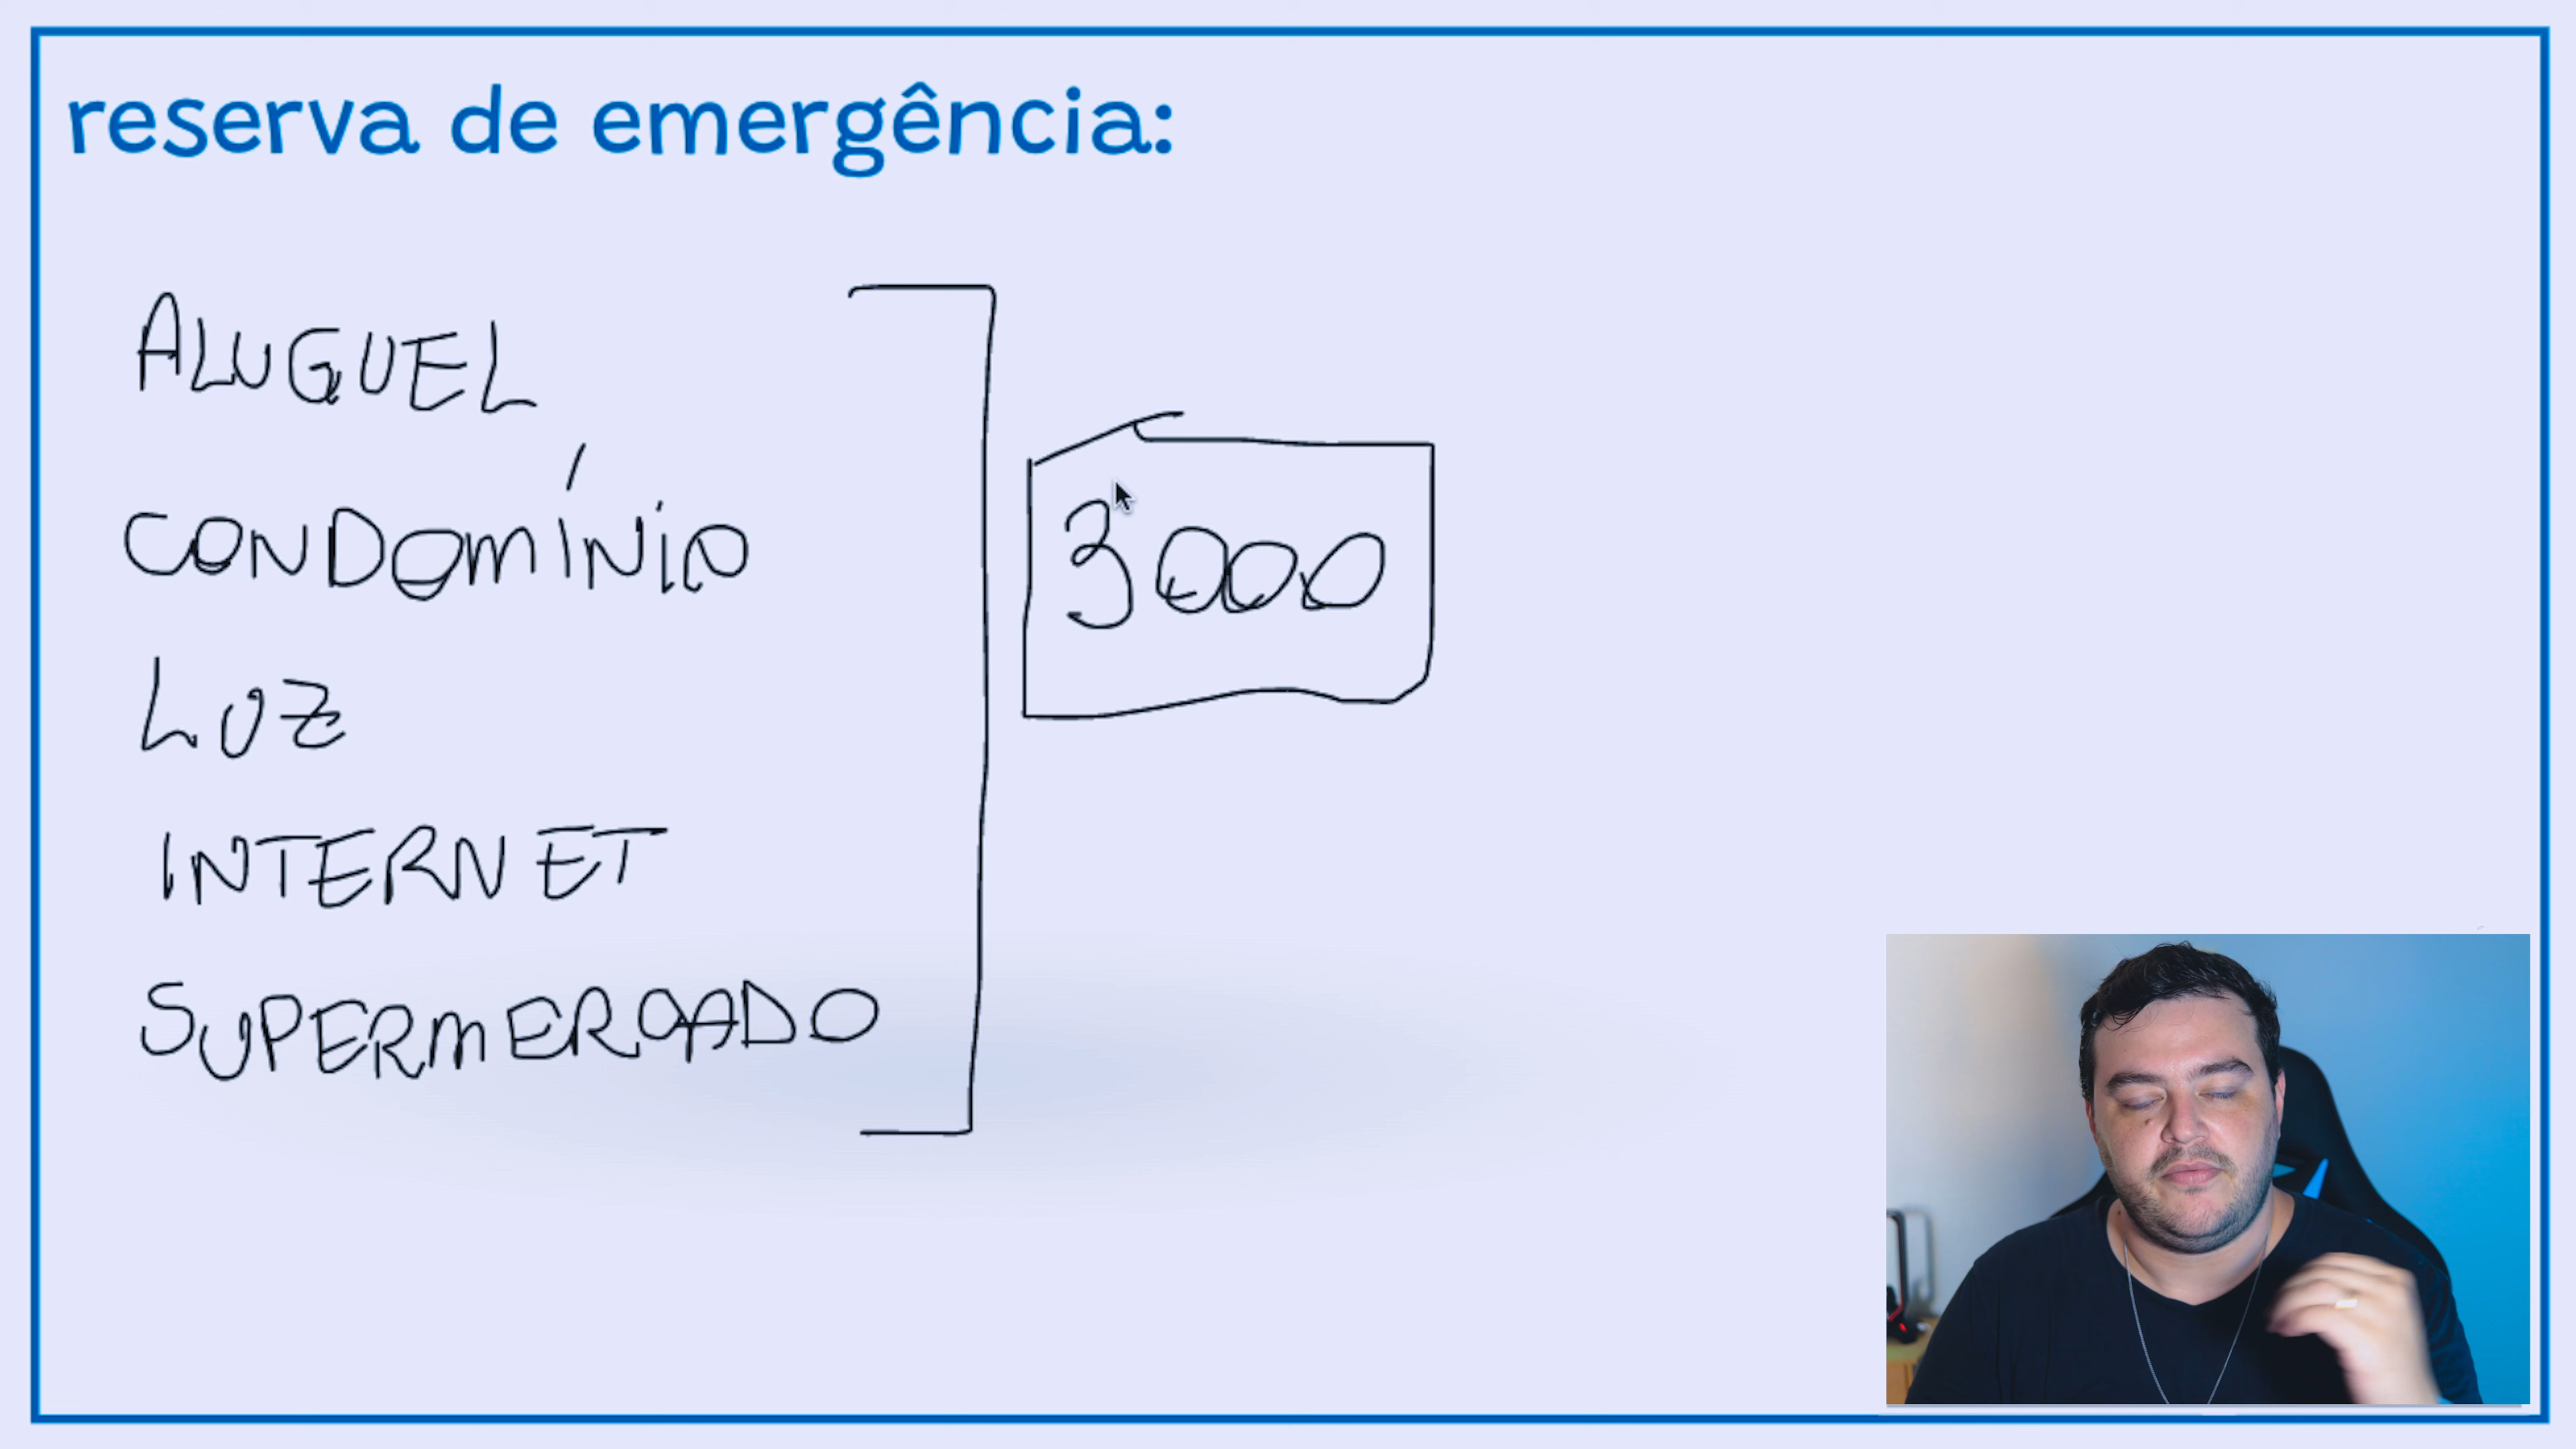 reserva de emergência:
ALUGUEL
CONDOMÍNIO
LUZ
INTERNET
SUPERMERCADO
3000